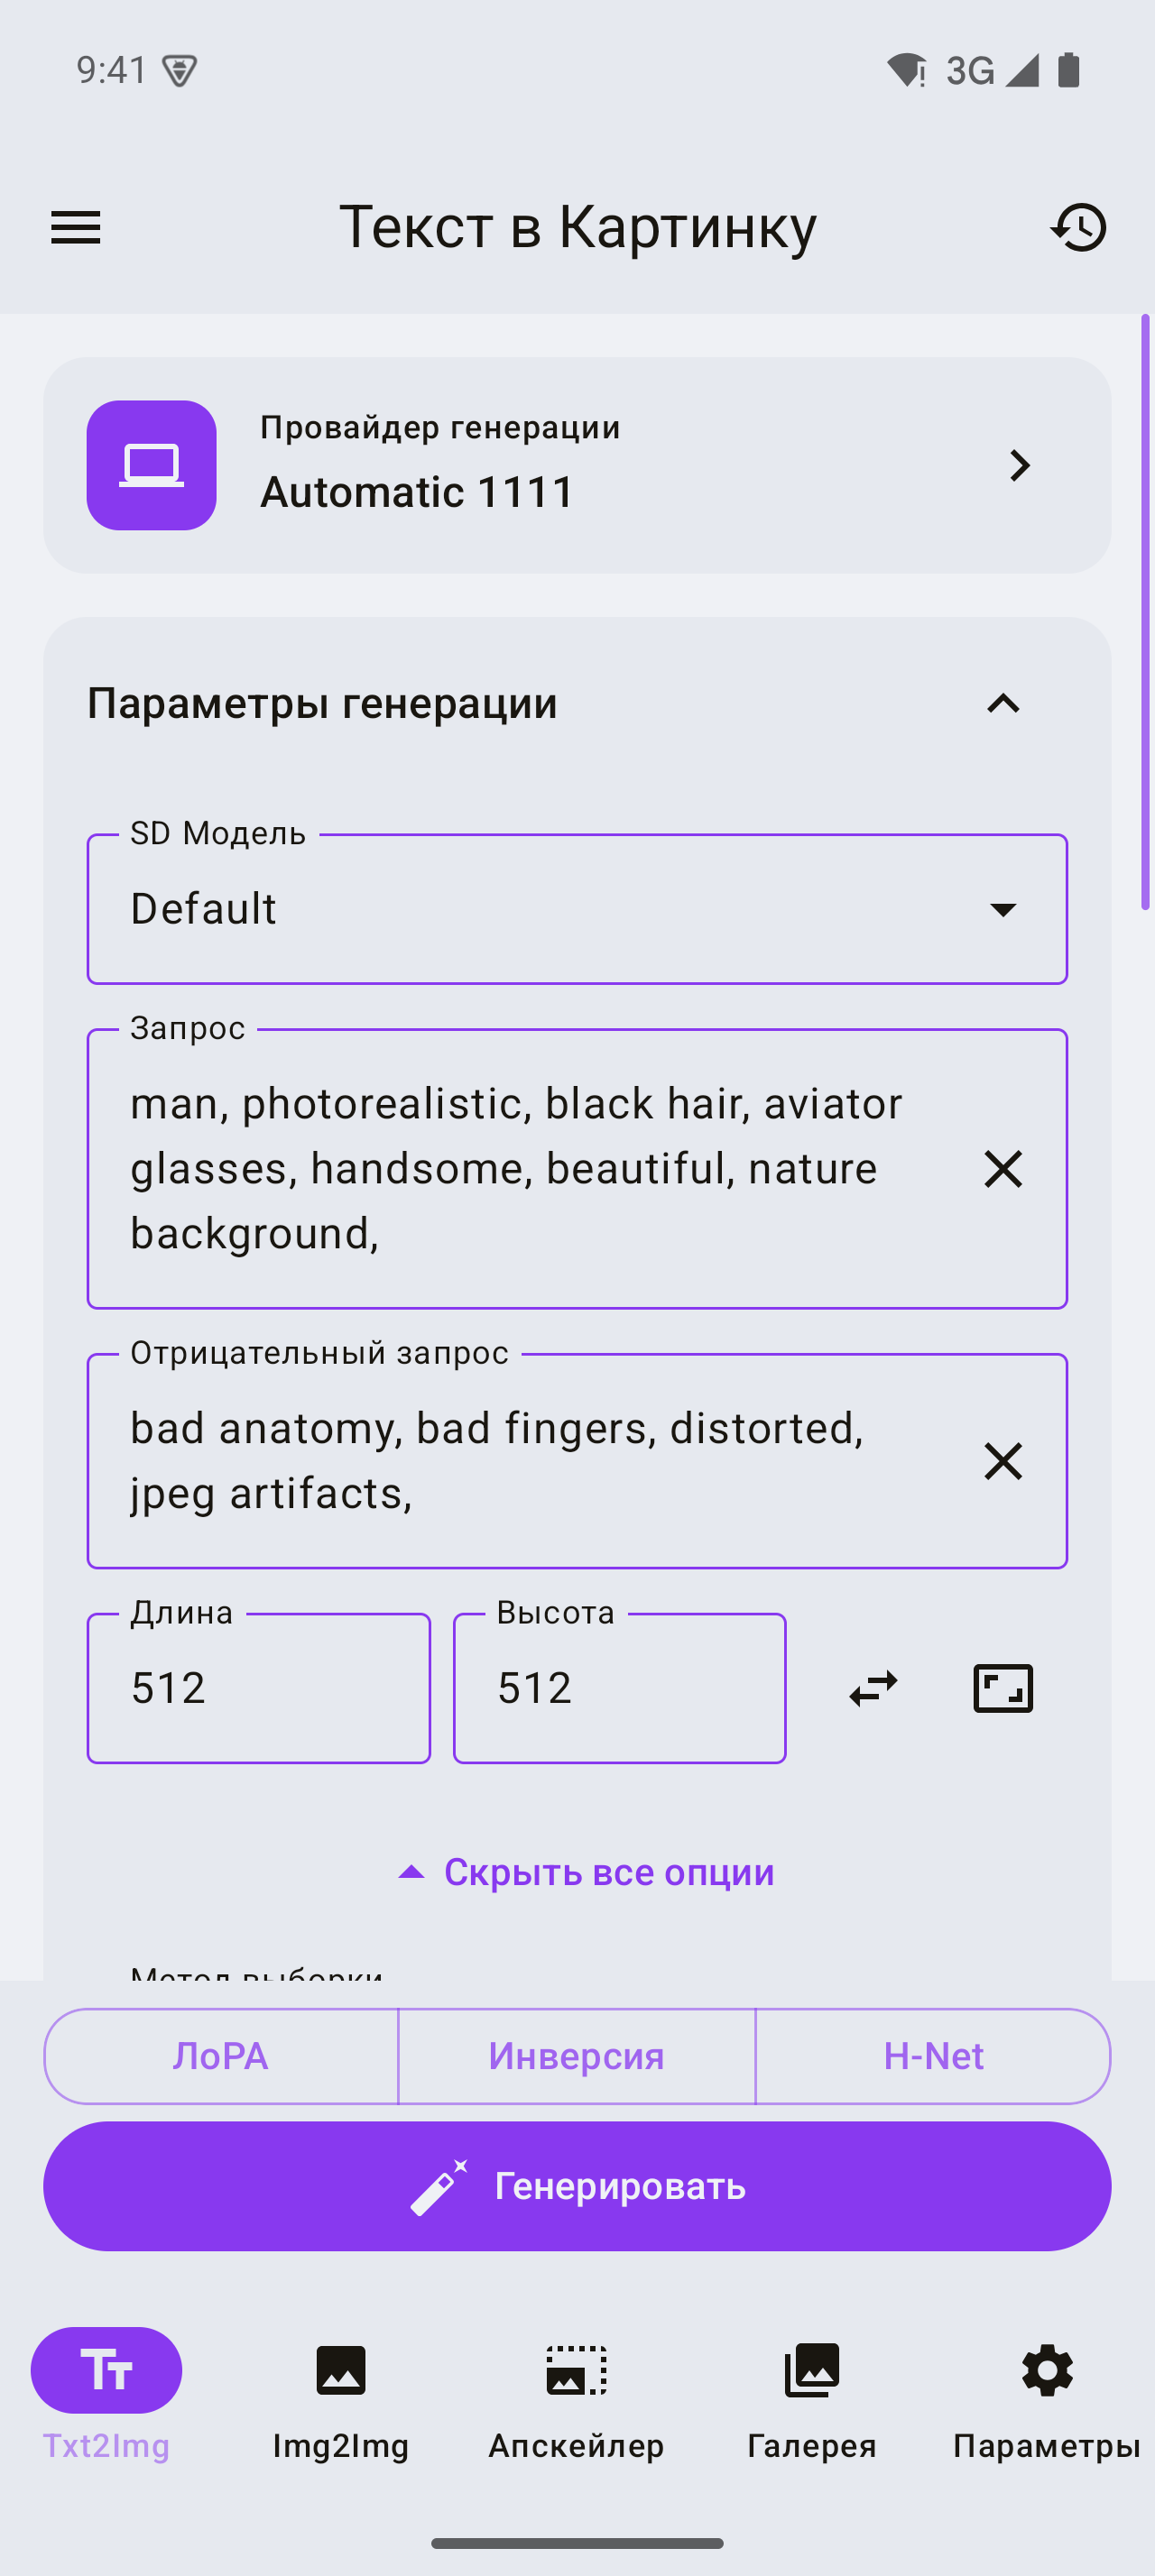 9:41
3G
Текст в Картинку
Провайдер генерации
Automatic 1111
Параметры генерации
SD Модель
Default
Запрос
man, photorealistic, black hair, aviator
glasses, handsome, beautiful, nature
background,
Отрицательный запрос
bad anatomy, bad fingers, distorted,
jpeg artifacts,
Длина
512
Высота
512
Скрыть все опции
Метод выборки
ЛоРА
Инверсия
H-Net
Генерировать
Txt2Img
Img2Img
Апскейлер
Галерея
Параметры